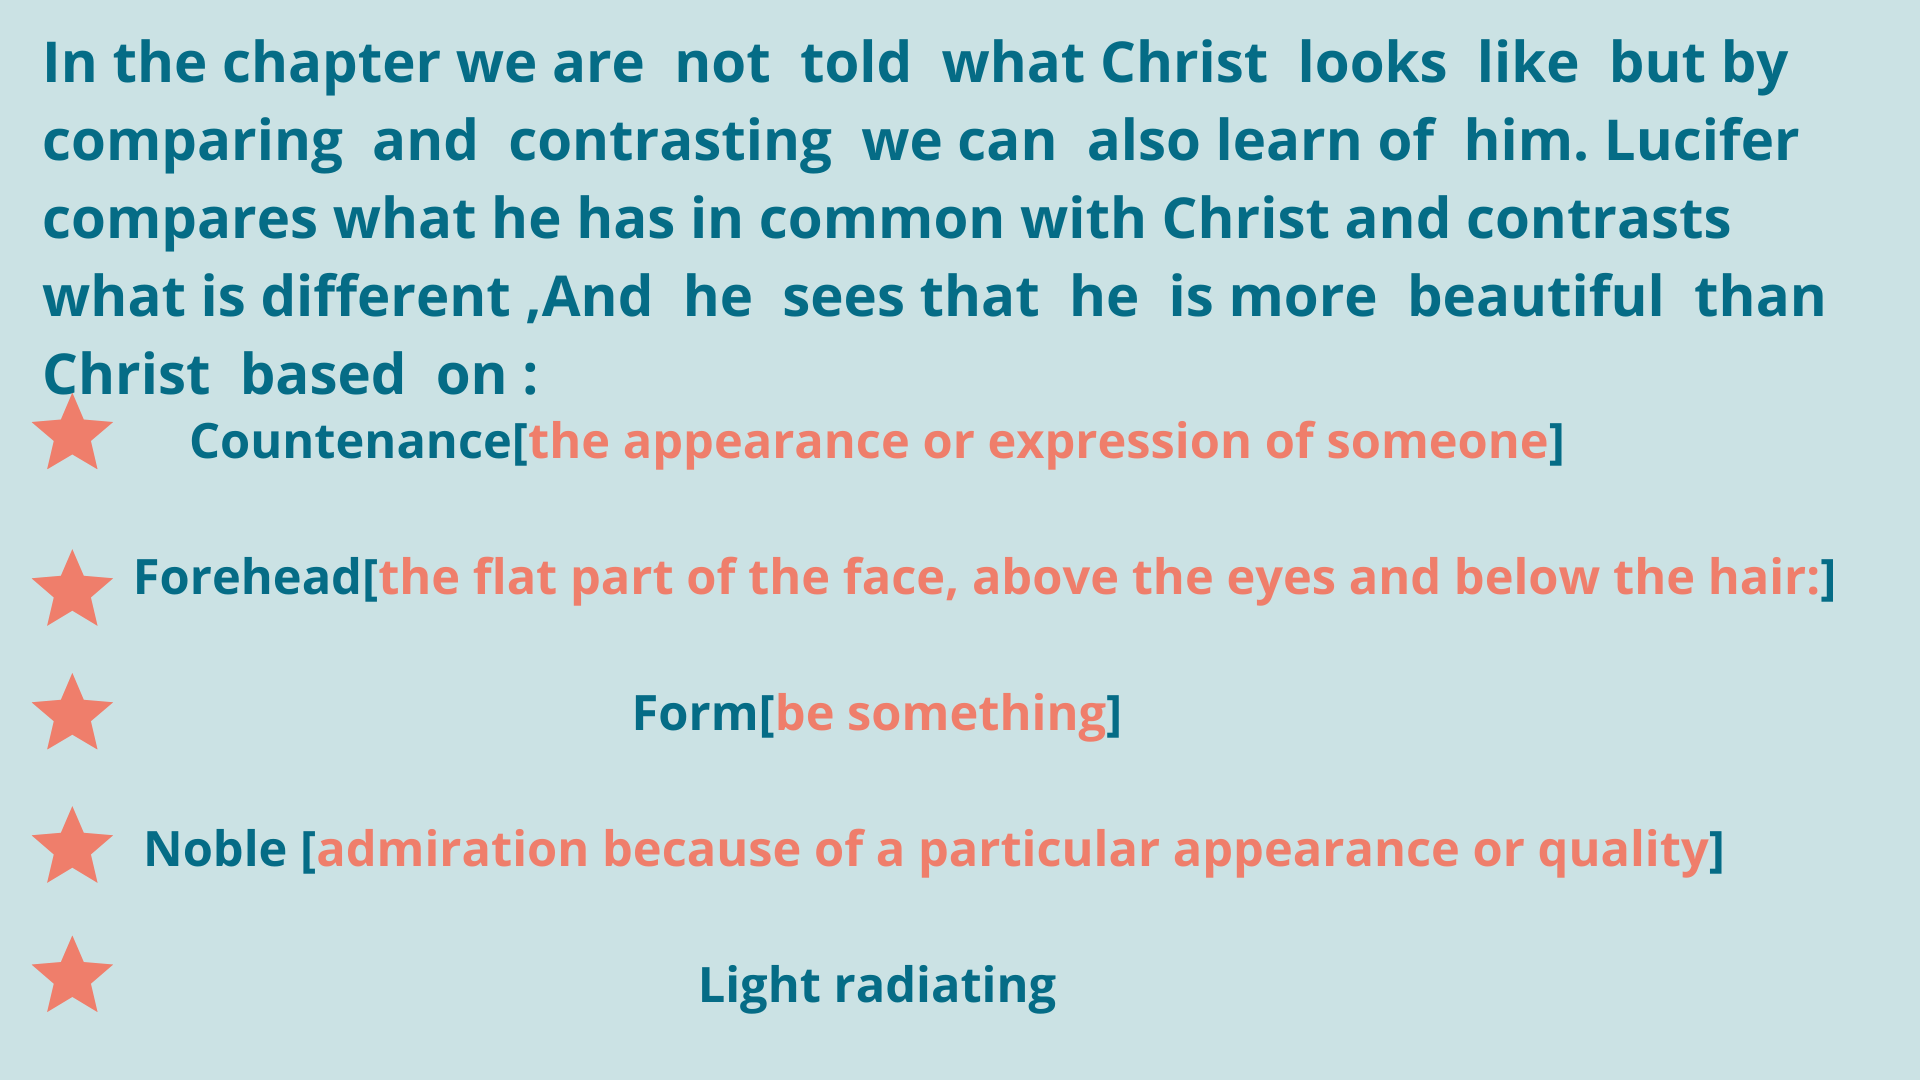 In the chapter we are not told what Christ looks like but by
comparing and contrasting we can also learn of him. Lucifer
compares what he has in common with Christ and contrasts
what is different ,And he sees that he is more beautiful than
Christ based on :
Countenance[the appearance or expression of someone]
Forehead[the flat part of the face, above the eyes and below the hair:]
Form[be something]
Noble [admiration because of a particular appearance or quality]
Light radiating